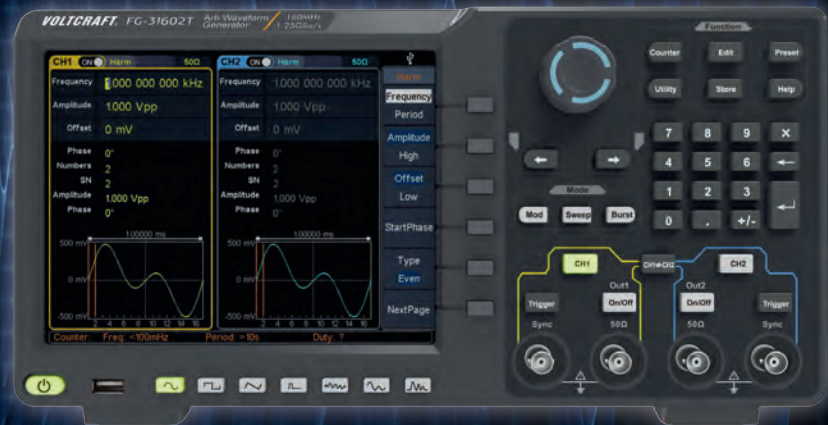 VOLTCRAFT. FG-31602T Arb Waveform Generator 160MHz 1.25GSa/s
CH1 ON Harm 50Ω
Frequency 1.000 000 000 kHz
Amplitude 1.000 Vpp
Offset 0 mV
Phase 0°
Numbers 2
SN 2
Amplitude 1.000 Vpp
Phase 0°
1.00000 ms
500 mV
0 mV
-500 mV
2 4 6 8 10 12 14 16
CH2 ON Harm 50Ω
Frequency 1.000 000 000 kHz
Amplitude 1.000 Vpp
Offset 0 mV
Phase 0°
Numbers 2
SN 2
Amplitude 1.000 Vpp
Phase 0°
1.00000 ms
500 mV
0 mV
-500 mV
2 4 6 8 10 12 14 16
Harm
Frequency
Period
Amplitude
High
Offset
Low
StartPhase
Type
Even
NextPage
Counter: Freq: <100mHz Period: >10s Duty: ?
Function
Counter Edit Preset
Utility Store Help
7 8 9 X
4 5 6 ←
1 2 3
0 . +/-
← →
Mode
Mod Sweep Burst
CH1 CH1⇌CH2 CH2
Out1 Out2
Trigger On/Off On/Off Trigger
Sync 50Ω 50Ω Sync